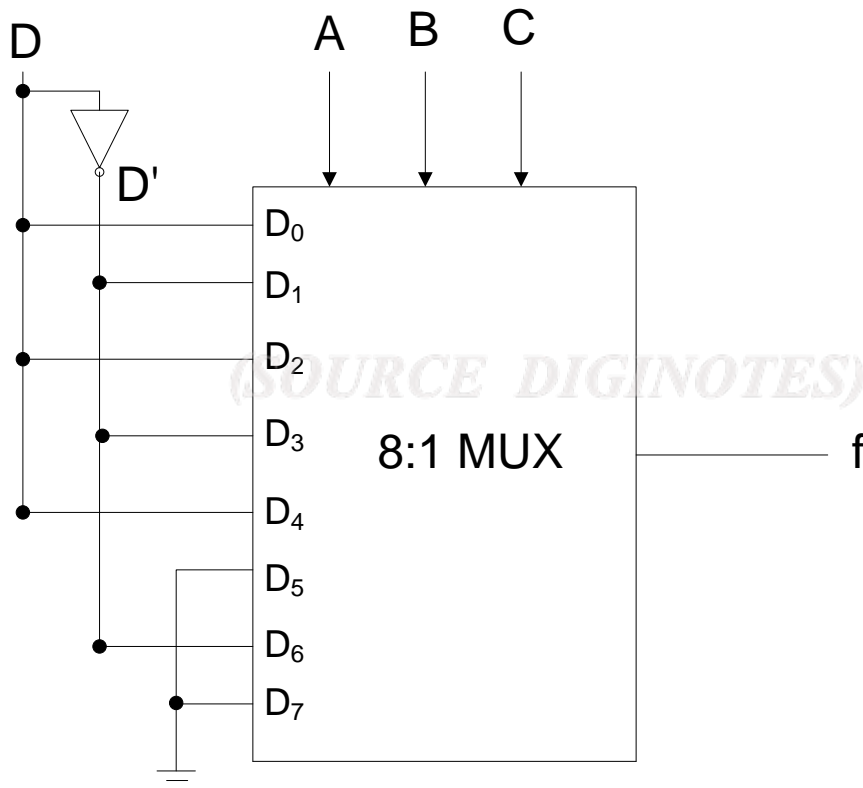 D
A B C
D'
D₀
D₁
D₂
(SOURCE DIGINOTES)
D₃
8:1 MUX
f
D₄
D₅
D₆
D₇